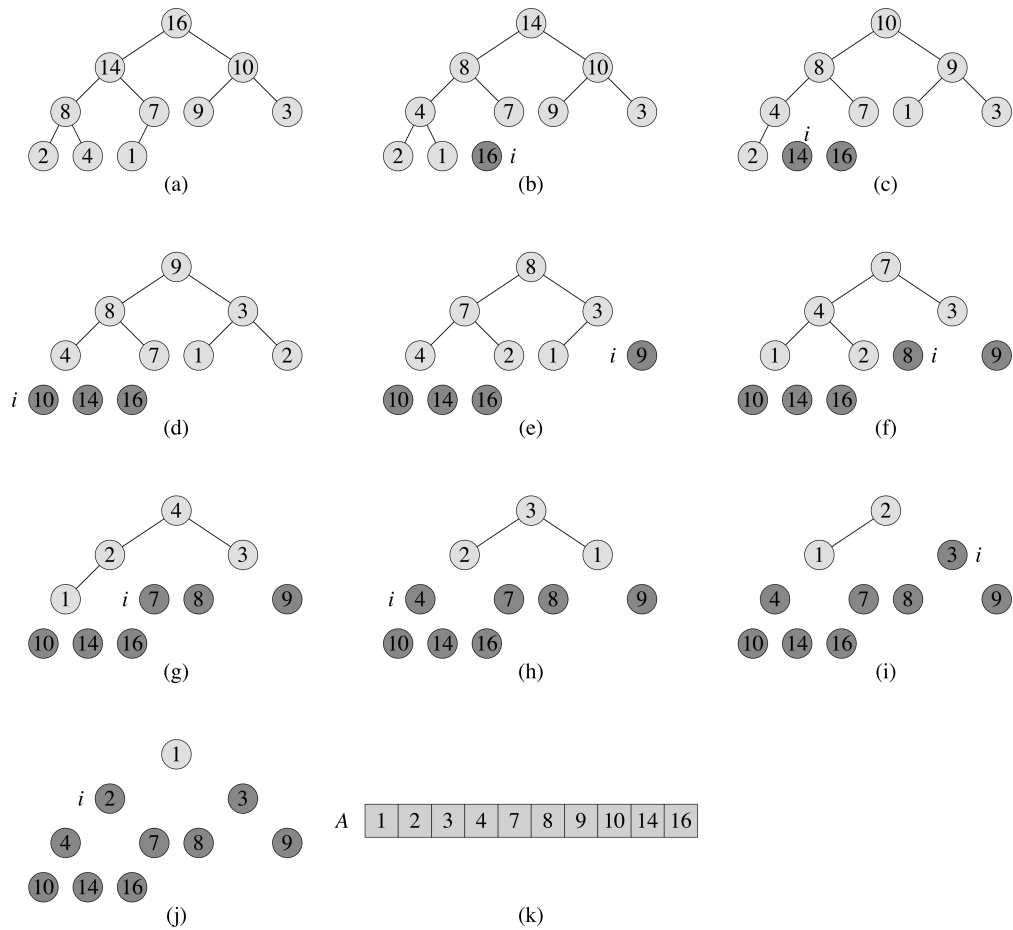 16 14 10
14 10 8 10 8 9
8 7 9 3 4 7 9 3 4 7 1 3
i
2 4 1 2 1 16 i 2 14 16
(a) (b) (c)
9 8 7
8 3 7 3 4 3
4 7 1 2 4 2 1 i 9 1 2 8 i 9
i 10 14 16 10 14 16 10 14 16
(d) (e) (f)
4 3 2
2 3 2 1 1 3 i
1 i 7 8 9 i 4 7 8 9 4 7 8 9
10 14 16 10 14 16 10 14 16
(g) (h) (i)
1
i 2 3
A 1 2 3 4 7 8 9 10 14 16
4 7 8 9
10 14 16
(j) (k)